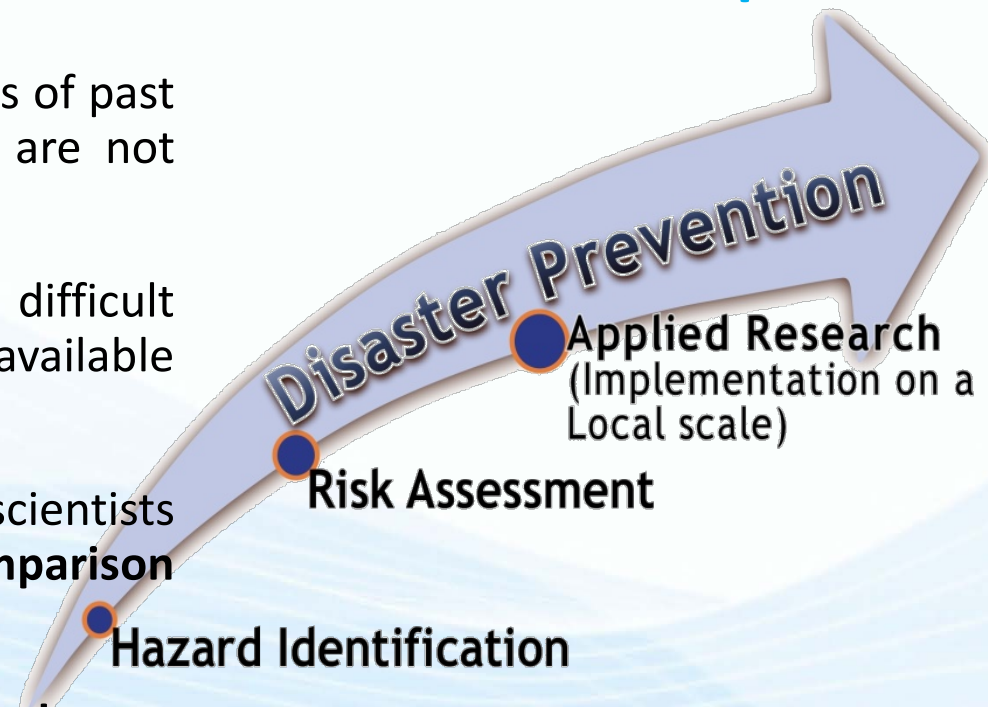 s of past
are not
difficult
available
scientists
mparison
Disaster Prevention
Applied Research
(Implementation on a
Local scale)
Risk Assessment
Hazard Identification